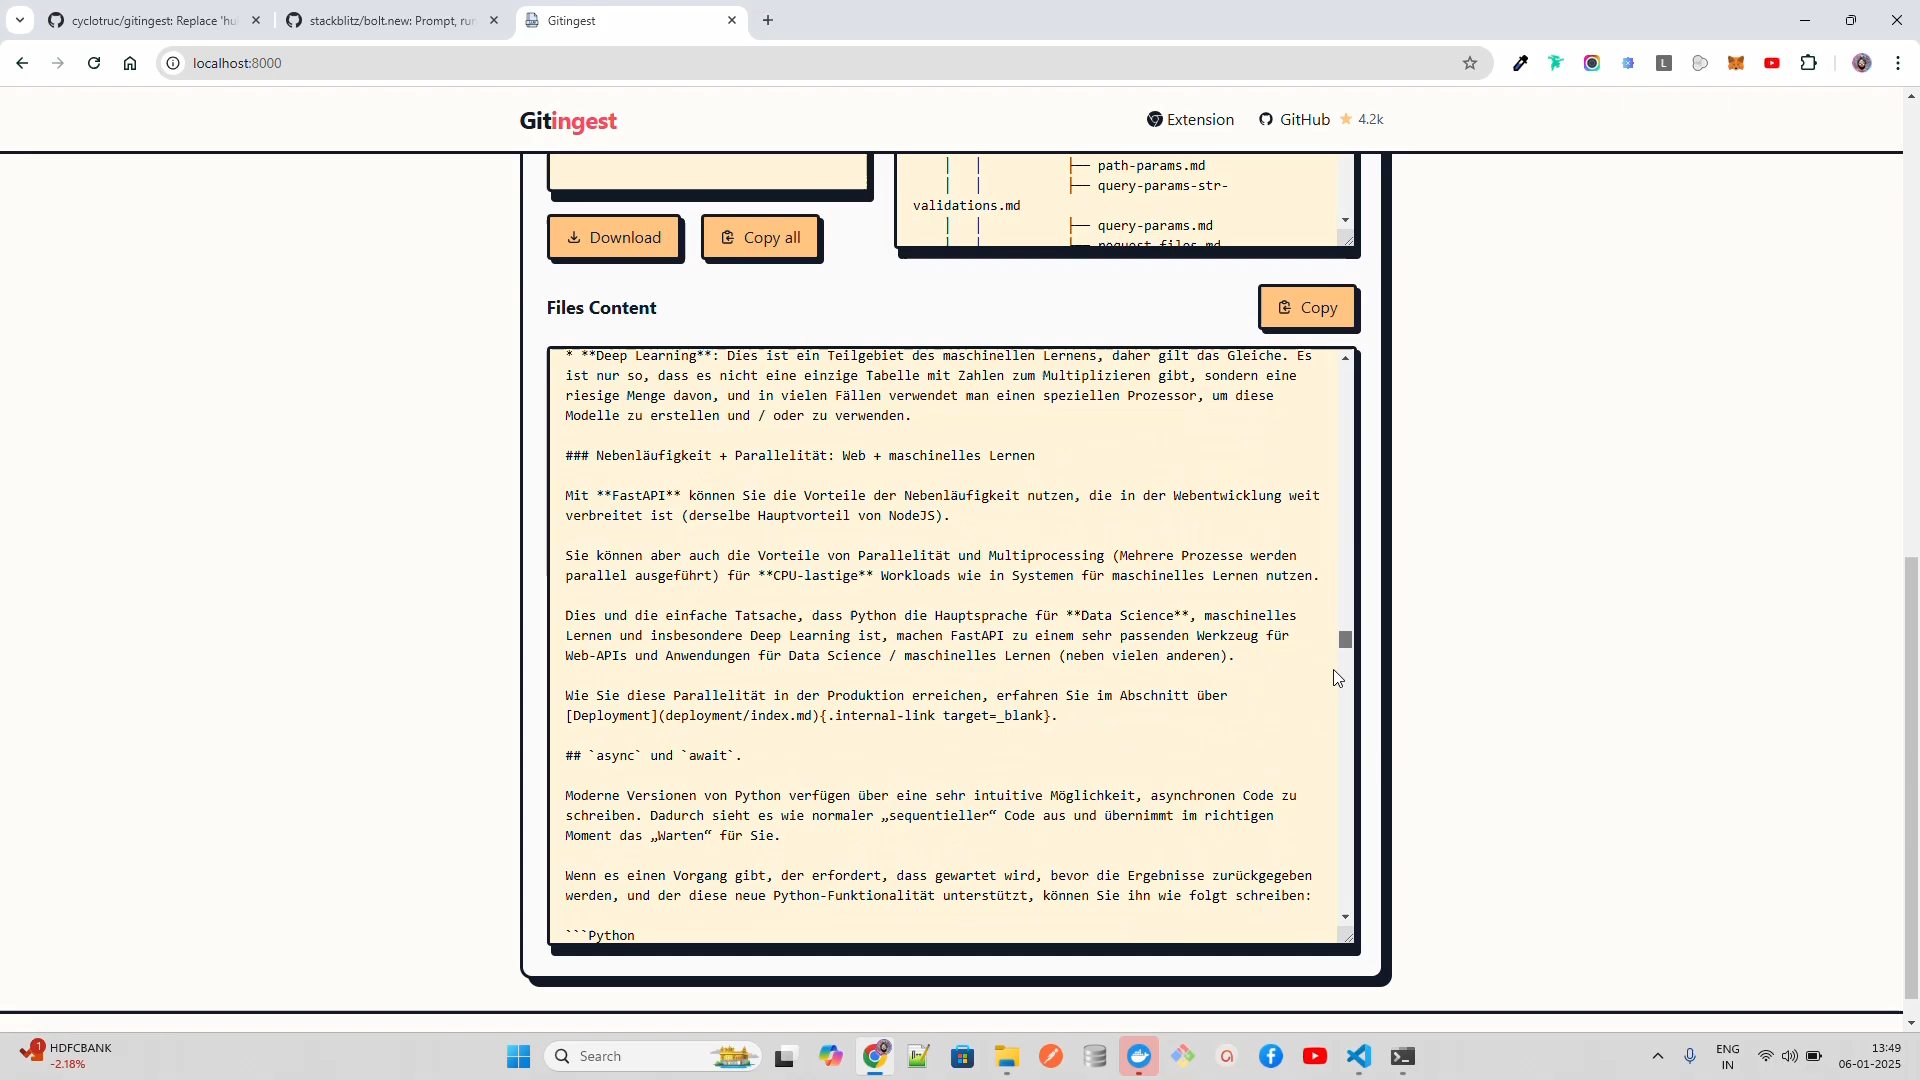 cyclotruc/gitingest: Replace 'hu
stackblitz/bolt.new: Prompt, run
Gitingest
localhost:8000
Gitingest
Extension
GitHub
4.2k
│   │           ├── path-params.md
│   │           ├── query-params-str-
validations.md
│   │           ├── query-params.md
│   │           ├── request-files.md
Download
Copy all
Files Content
Copy
* **Deep Learning**: Dies ist ein Teilgebiet des maschinellen Lernens, daher gilt das Gleiche. Es
ist nur so, dass es nicht eine einzige Tabelle mit Zahlen zum Multiplizieren gibt, sondern eine
riesige Menge davon, und in vielen Fällen verwendet man einen speziellen Prozessor, um diese
Modelle zu erstellen und / oder zu verwenden.
### Nebenläufigkeit + Parallelität: Web + maschinelles Lernen
Mit **FastAPI** können Sie die Vorteile der Nebenläufigkeit nutzen, die in der Webentwicklung weit
verbreitet ist (derselbe Hauptvorteil von NodeJS).
Sie können aber auch die Vorteile von Parallelität und Multiprocessing (Mehrere Prozesse werden
parallel ausgeführt) für **CPU-lastige** Workloads wie in Systemen für maschinelles Lernen nutzen.
Dies und die einfache Tatsache, dass Python die Hauptsprache für **Data Science**, maschinelles
Lernen und insbesondere Deep Learning ist, machen FastAPI zu einem sehr passenden Werkzeug für
Web-APIs und Anwendungen für Data Science / maschinelles Lernen (neben vielen anderen).
Wie Sie diese Parallelität in der Produktion erreichen, erfahren Sie im Abschnitt über
[Deployment](deployment/index.md){.internal-link target=_blank}.
## `async` und `await`.
Moderne Versionen von Python verfügen über eine sehr intuitive Möglichkeit, asynchronen Code zu
schreiben. Dadurch sieht es wie normaler „sequentieller“ Code aus und übernimmt im richtigen
Moment das „Warten“ für Sie.
Wenn es einen Vorgang gibt, der erfordert, dass gewartet wird, bevor die Ergebnisse zurückgegeben
werden, und der diese neue Python-Funktionalität unterstützt, können Sie ihn wie folgt schreiben:
```Python
1
HDFCBANK
-2.18%
Search
ENG
IN
13:49
06-01-2025